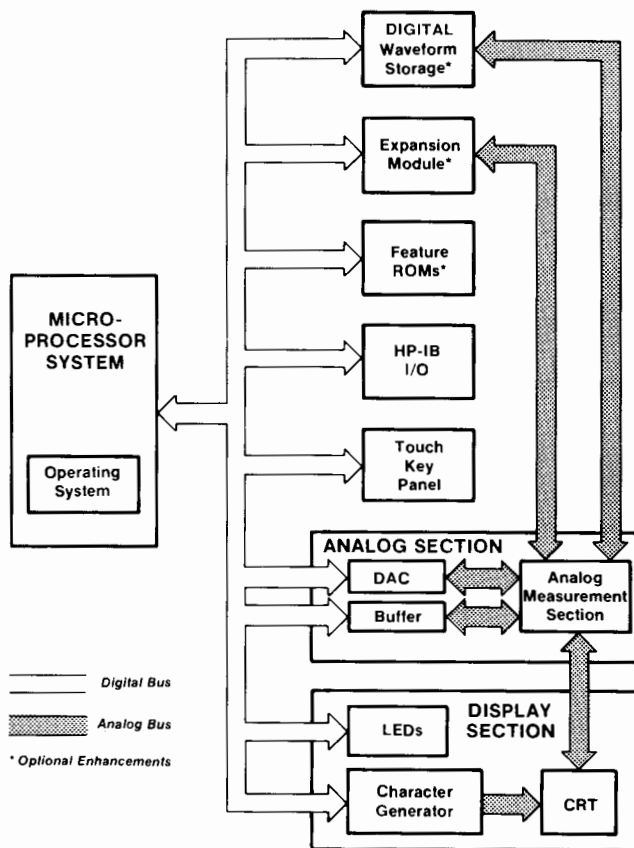 DIGITAL
Waveform
Storage*
Expansion
Module*
Feature
ROMs*
MICRO-
PROCESSOR
SYSTEM
HP-IB
I/O
Operating
System
Touch
Key
Panel
ANALOG SECTION
DAC
Analog
Measurement
Section
Buffer
Digital Bus
Analog Bus
* Optional Enhancements
DISPLAY
SECTION
LEDs
Character
Generator
CRT